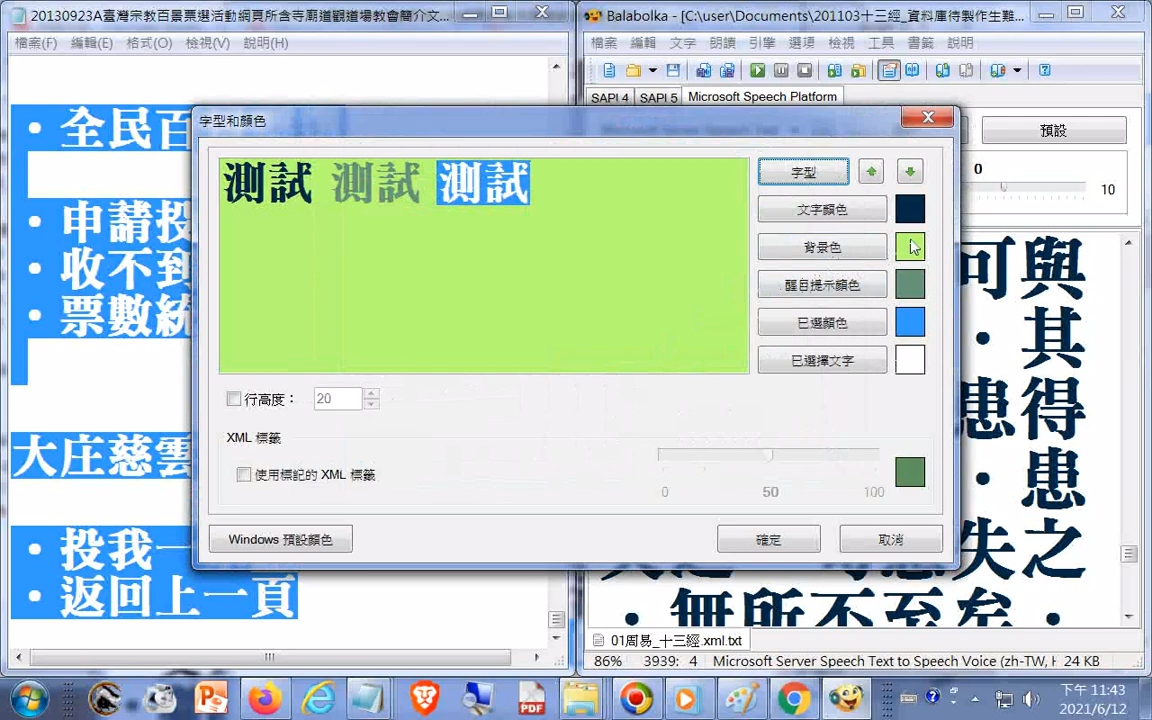 20130923A臺灣宗教百景票選活動網頁所含寺廟道觀道場教會簡介文...
檔案(F) 編輯(E) 格式(O) 檢視(V) 說明(H)
・全民百
・申請投
・收不到
・票數統
大庄慈雲
・投我一
・返回上一頁
Balabolka - [C:\user\Documents\201103十三經_資料庫待製作生難...
檔案 編輯 文字 朗讀 引擎 選項 檢視 工具 書籤 說明
SAPI 4 SAPI 5 Microsoft Speech Platform
預設
0
10
可與
・其得
患得
・患
失之
・無所不至矣・
01周易_十三經.xml.txt
86% 3939: 4 Microsoft Server Speech Text to Speech Voice (zh-TW, H 24 KB
字型和顏色
測試 測試 測試
字型
文字顏色
背景色
醒目提示顏色
已選顏色
已選擇文字
行高度： 20
XML 標籤
使用標記的 XML 標籤
0 50 100
Windows 預設顏色 確定 取消
下午 11:43
2021/6/12